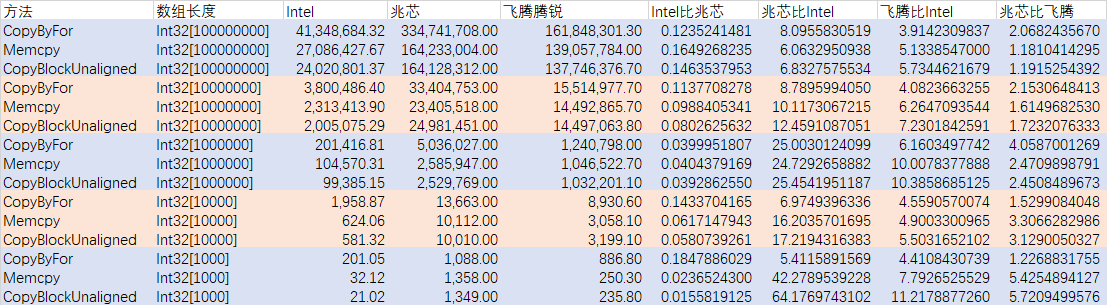 方法 数组长度 Intel 兆芯 飞腾腾锐 Intel比兆芯 兆芯比Intel 飞腾比Intel 兆芯比飞腾
CopyByFor Int32[100000000] 41,348,684.32 334,741,708.00 161,848,301.30 0.1235241481 8.0955830519 3.9142309837 2.0682435670
Memcpy Int32[100000000] 27,086,427.67 164,233,004.00 139,057,784.00 0.1649268235 6.0632950938 5.1338547000 1.1810414295
CopyBlockUnaligned Int32[100000000] 24,020,801.37 164,128,312.00 137,746,376.70 0.1463537953 6.8327575534 5.7344621679 1.1915254392
CopyByFor Int32[10000000] 3,800,486.40 33,404,753.00 15,514,977.70 0.1137708278 8.7895994050 4.0823663255 2.1530648413
Memcpy Int32[10000000] 2,313,413.90 23,405,518.00 14,492,865.70 0.0988405341 10.1173067215 6.2647093544 1.6149682530
CopyBlockUnaligned Int32[10000000] 2,005,075.29 24,981,451.00 14,497,063.80 0.0802625632 12.4591087051 7.2301842591 1.7232076333
CopyByFor Int32[1000000] 201,416.81 5,036,027.00 1,240,798.00 0.0399951807 25.0030124099 6.1603497742 4.0587001269
Memcpy Int32[1000000] 104,570.31 2,585,947.00 1,046,522.70 0.0404379169 24.7292658882 10.0078377888 2.4709898791
CopyBlockUnaligned Int32[1000000] 99,385.15 2,529,769.00 1,032,201.10 0.0392862550 25.4541951187 10.3858685125 2.4508489673
CopyByFor Int32[10000] 1,958.87 13,663.00 8,930.60 0.1433704165 6.9749396336 4.5590570074 1.5299084048
Memcpy Int32[10000] 624.06 10,112.00 3,058.10 0.0617147943 16.2035701695 4.9003300965 3.3066282986
CopyBlockUnaligned Int32[10000] 581.32 10,010.00 3,199.10 0.0580739261 17.2194316383 5.5031652102 3.1290050327
CopyByFor Int32[1000] 201.05 1,088.00 886.80 0.1847886029 5.4115891569 4.4108430739 1.2268831755
Memcpy Int32[1000] 32.12 1,358.00 250.30 0.0236524300 42.2789539228 7.7926625529 5.4254894127
CopyBlockUnaligned Int32[1000] 21.02 1,349.00 235.80 0.0155819125 64.1769743102 11.2178877260 5.7209499576